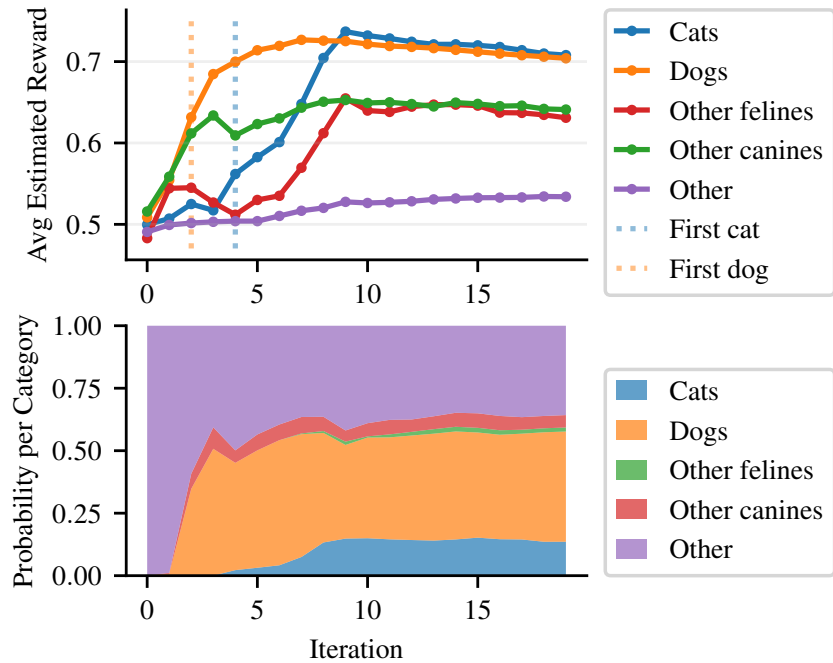 Avg Estimated Reward
0.7
0.6
0.5
0
5
10
15
Cats
Dogs
Other felines
Other canines
Other
First cat
First dog
Probability per Category
1.00
0.75
0.50
0.25
0.00
0
5
10
15
Iteration
Cats
Dogs
Other felines
Other canines
Other